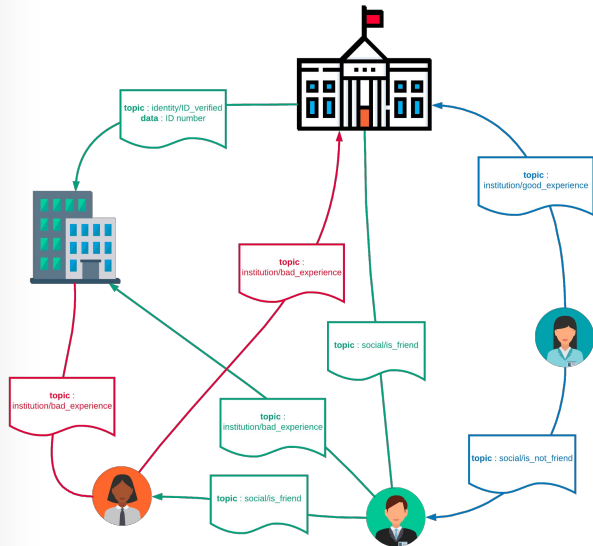 topic : identity/ID_verified
data : ID number
topic :
institution/good_experience
topic :
institution/bad_experience
topic : social/is_friend
topic :
institution/bad_experience
topic :
institution/bad_experience
topic : social/is_not_friend
topic : social/is_friend